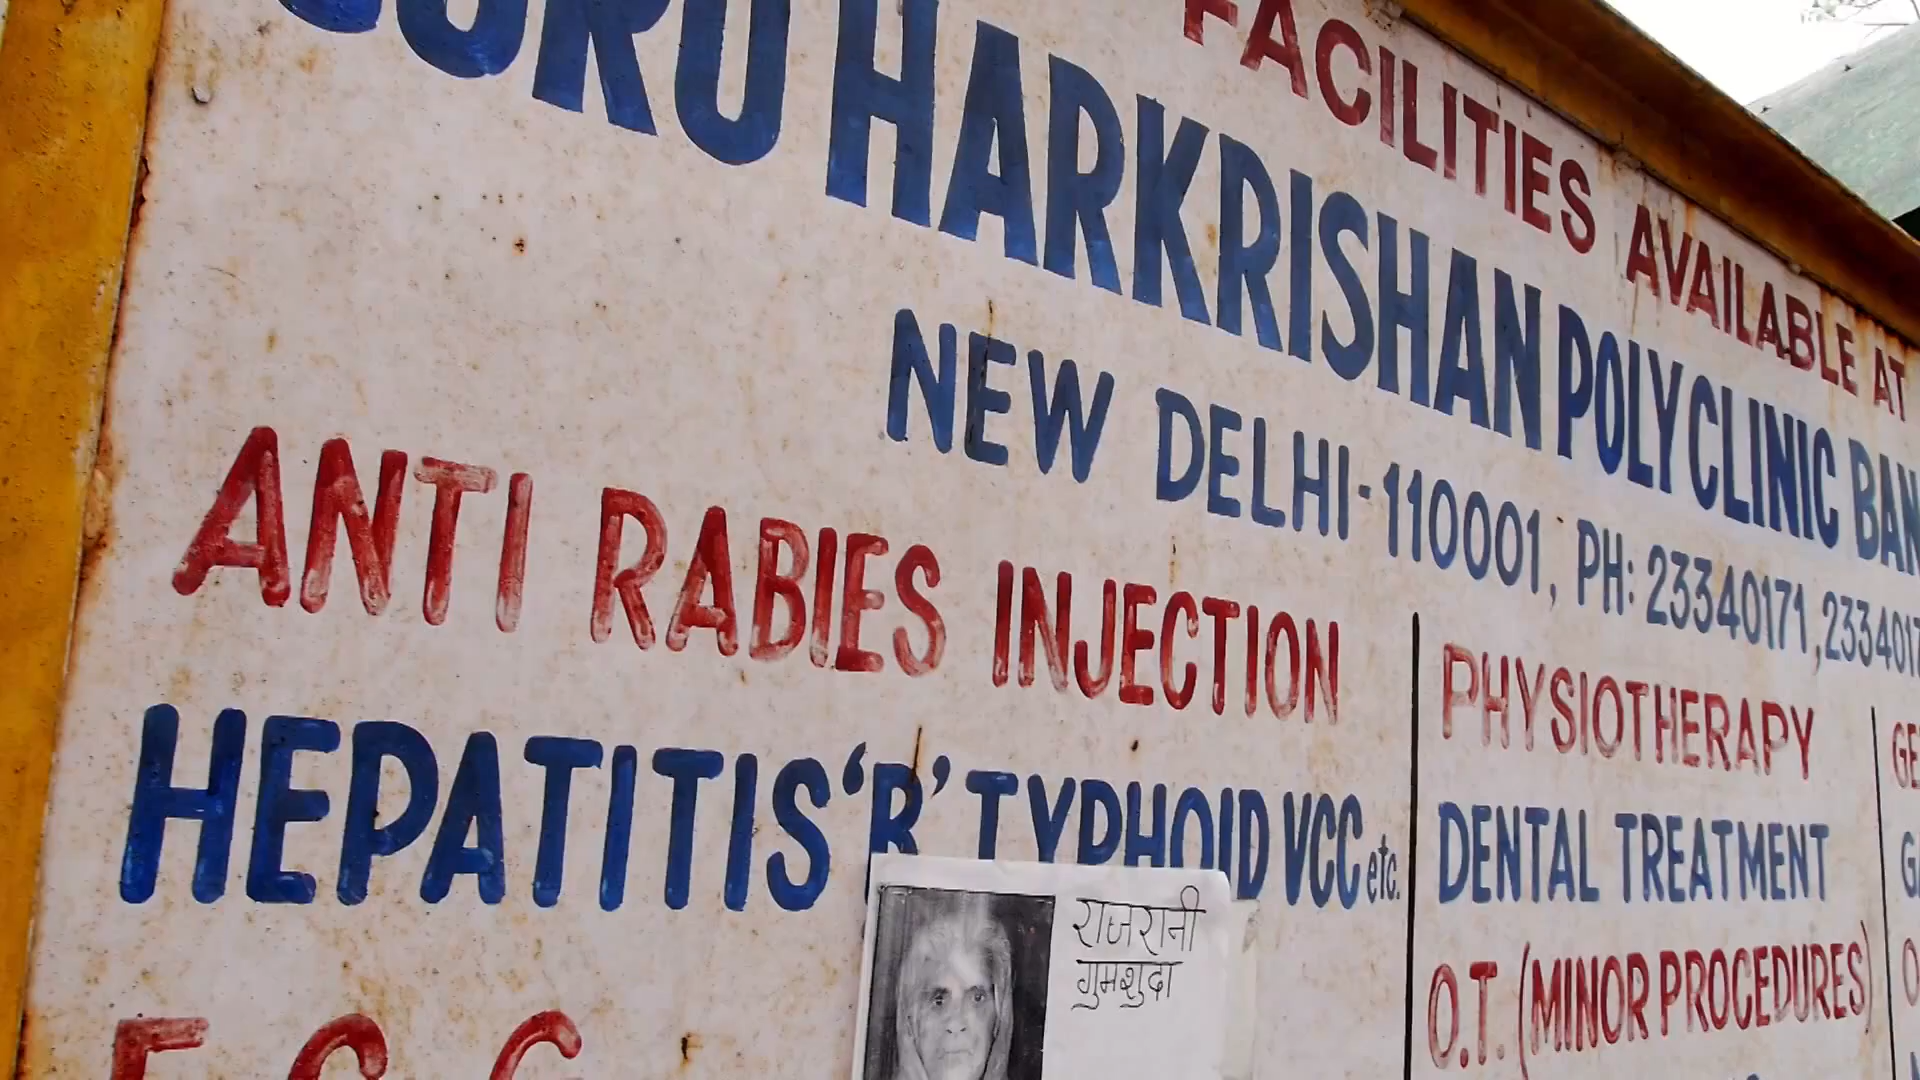 FACILITIES AVAILABLE AT
GURU HARKRISHAN POLYCLINIC
NEW DELHI-110001, PH: 23340171,
ANTI RABIES INJECTION
HEPATITIS 'B' TYPHOID VCC etc.
राजरानी
गुमशुदा
PHYSIOTHERAPY
DENTAL TREATMENT
O.T. (MINOR PROCEDURES)